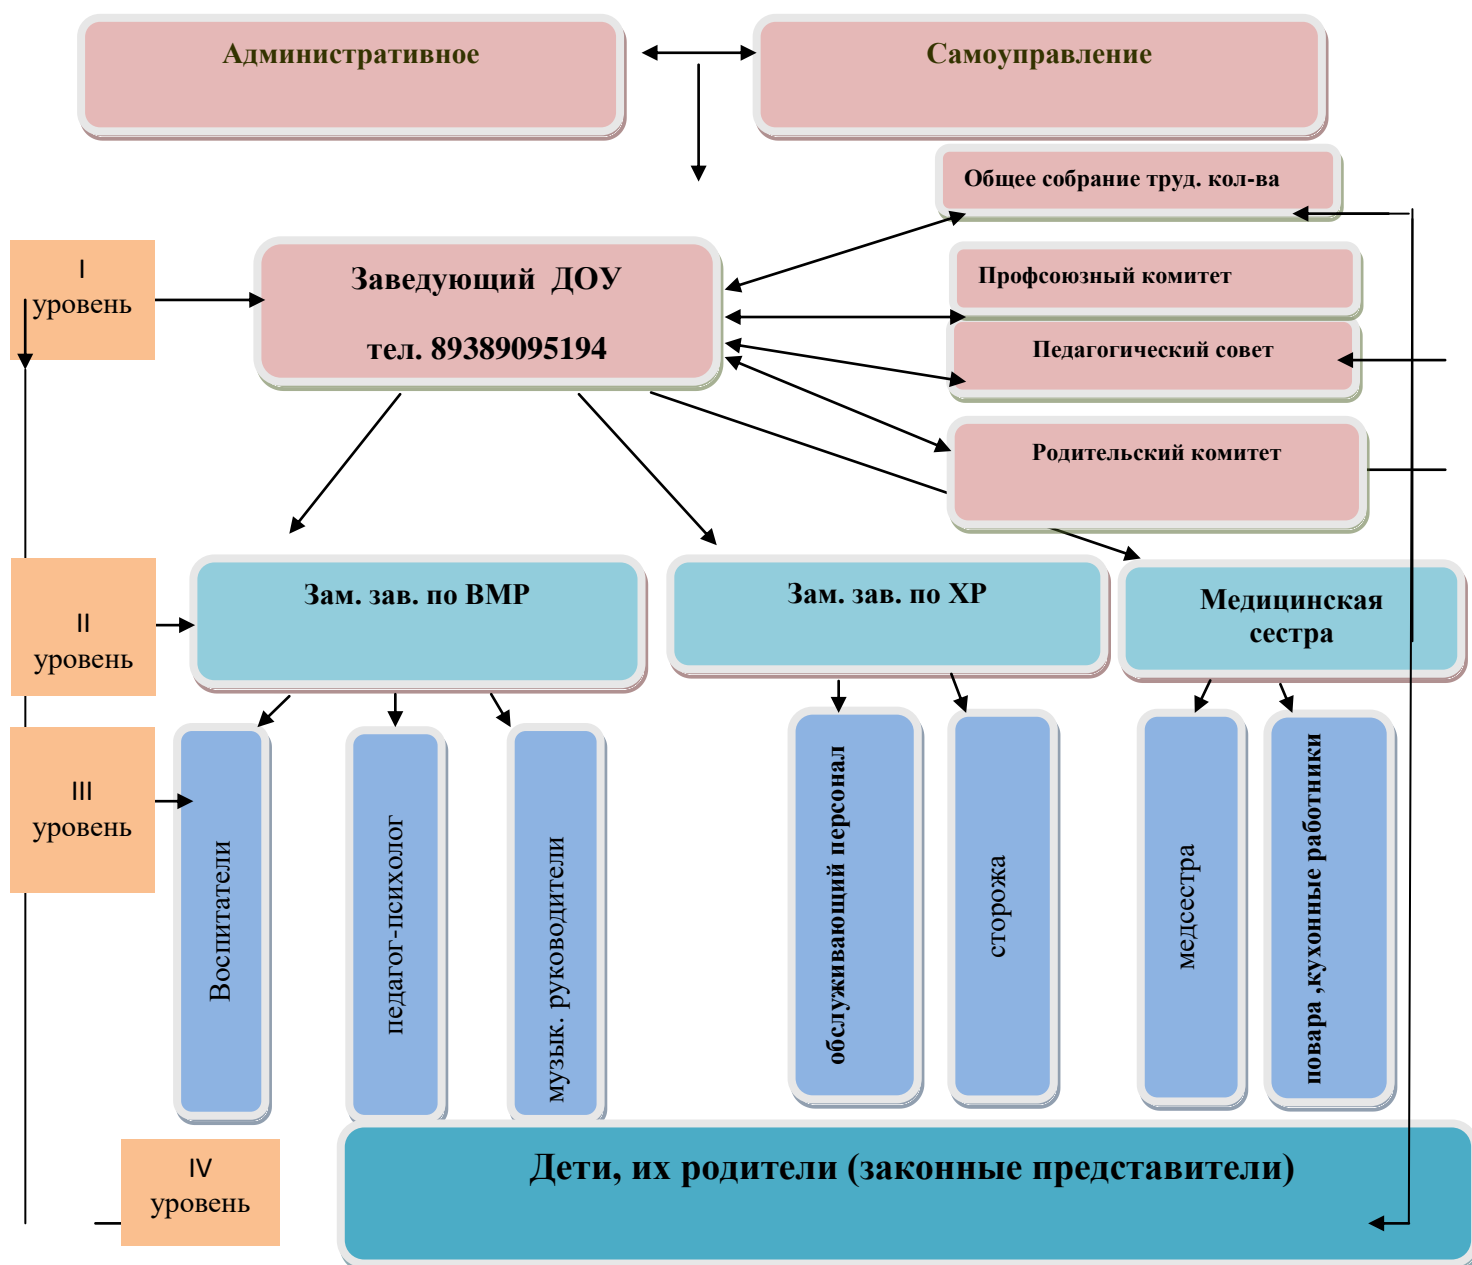 Административное
Самоуправление
Общее собрание труд. кол-ва
I
уровень
Заведующий ДОУ
тел. 89389095194
Профсоюзный комитет
Педагогический совет
Родительский комитет
II
уровень
Зам. зав. по ВМР
Зам. зав. по ХР
Медицинская
сестра
III
уровень
Воспитатели
педагог-психолог
музык. руководители
обслуживающий персонал
сторожа
медсестра
повара ,кухонные работники
IV
уровень
Дети, их родители (законные представители)